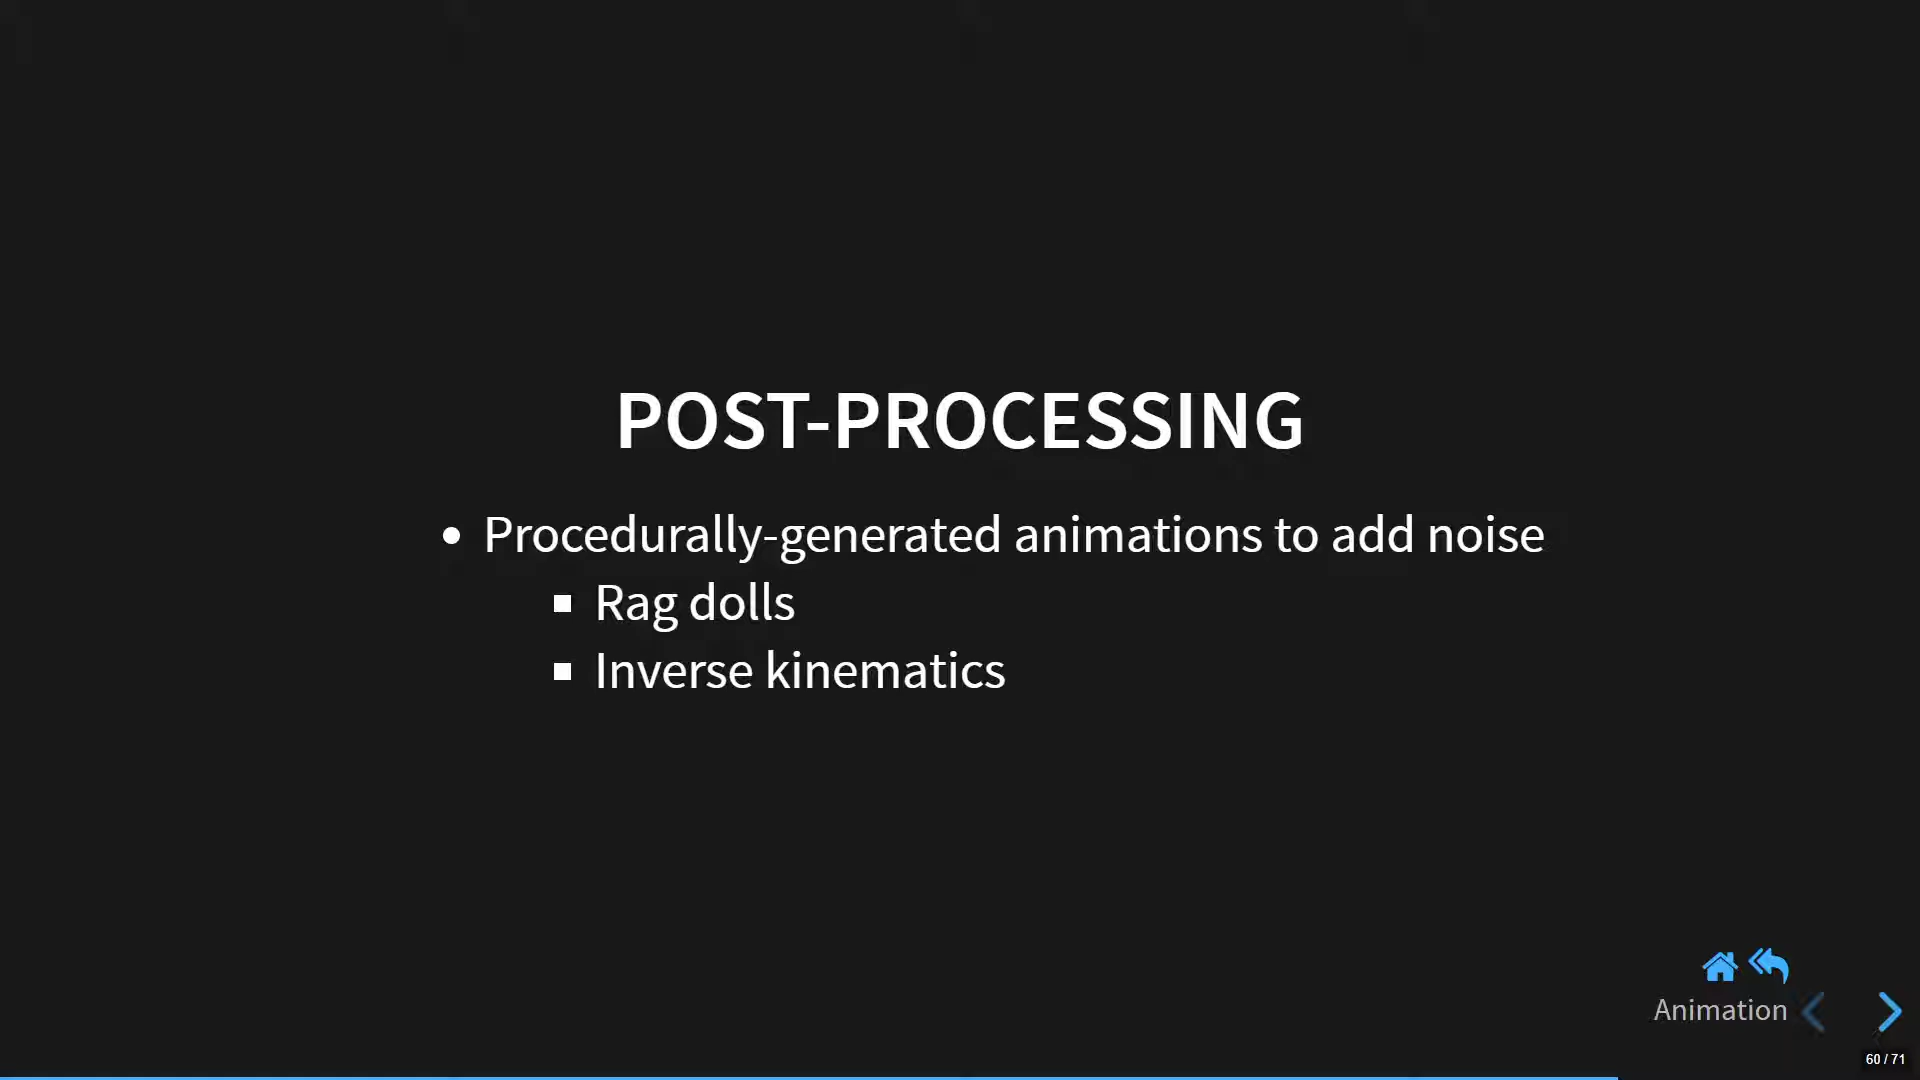 POST-PROCESSING
Procedurally-generated animations to add noise
Rag dolls
Inverse kinematics
Animation
60 / 71